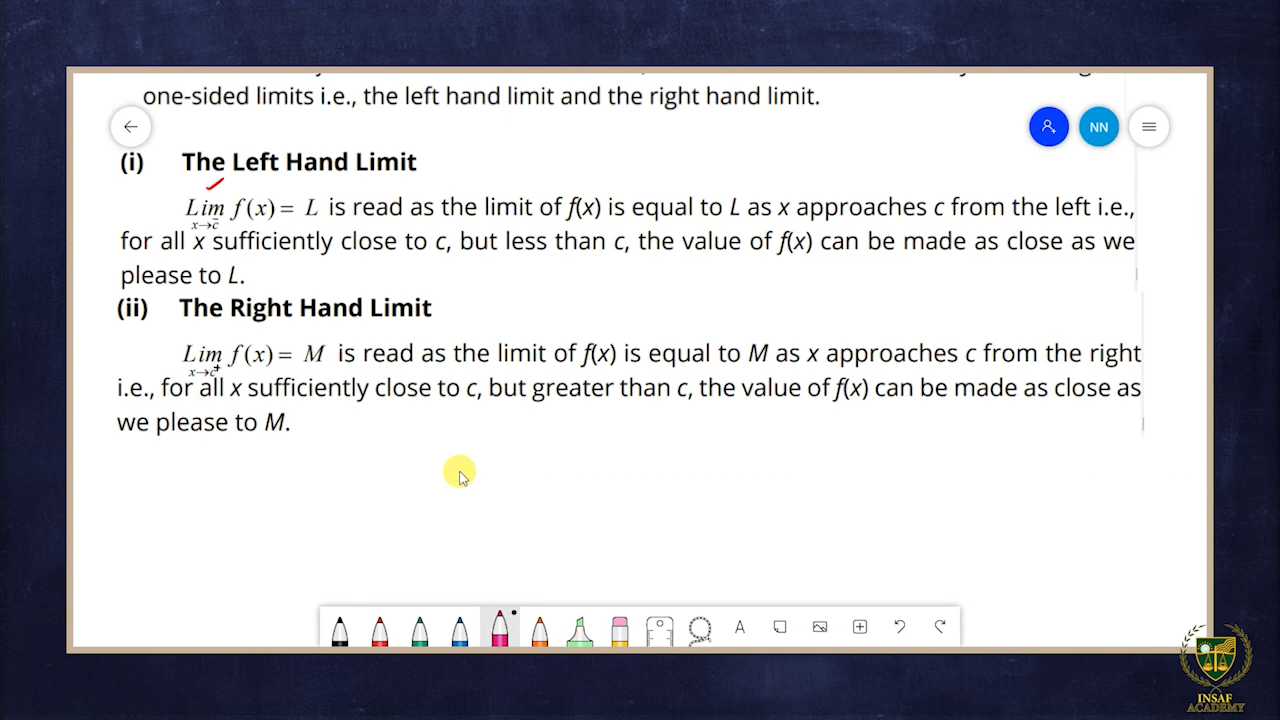 one-sided limits i.e., the left hand limit and the right hand limit.
NN
(i) The Left Hand Limit
Lim f(x) = L is read as the limit of f(x) is equal to L as x approaches c from the left i.e.,
x→c⁻
for all x sufficiently close to c, but less than c, the value of f(x) can be made as close as we
please to L.
(ii) The Right Hand Limit
Lim f(x) = M is read as the limit of f(x) is equal to M as x approaches c from the right
x→c⁺
i.e., for all x sufficiently close to c, but greater than c, the value of f(x) can be made as close as
we please to M.
A
INSAF
ACADEMY